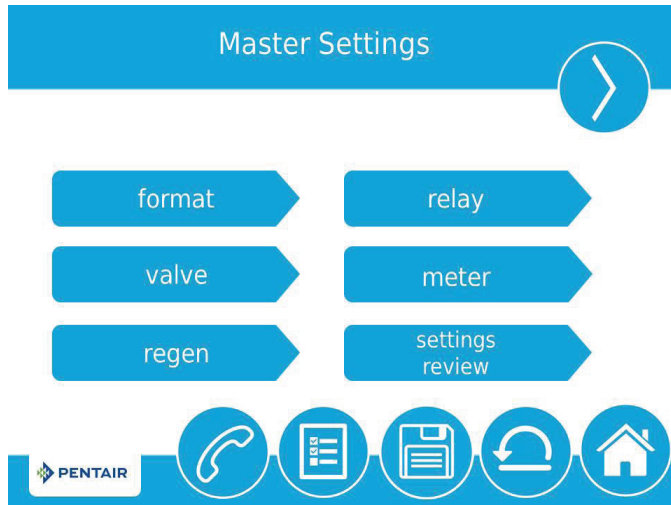 Master Settings
format
relay
valve
meter
regen
settings
review
PENTAIR